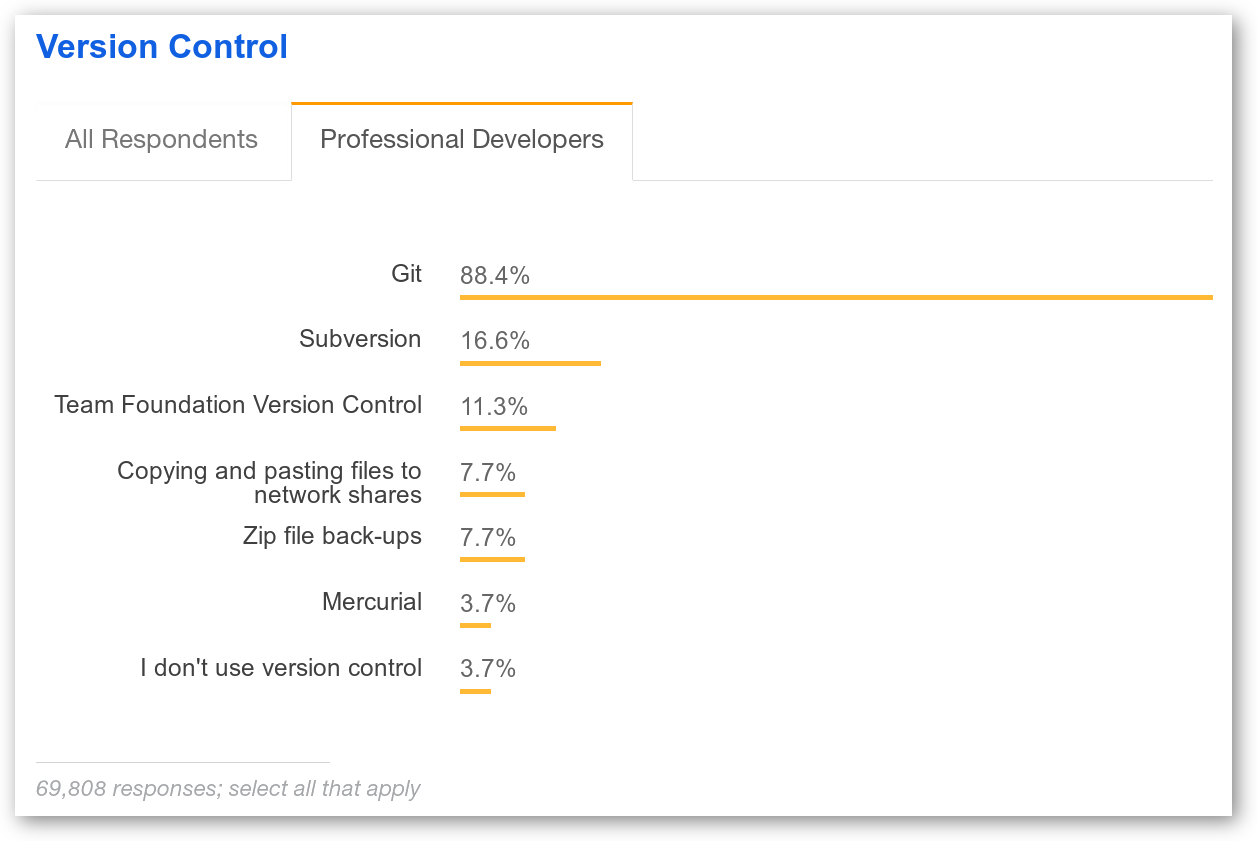 Version Control
All Respondents
Professional Developers
Git
88.4%
Subversion
16.6%
Team Foundation Version Control
11.3%
Copying and pasting files to
network shares
7.7%
Zip file back-ups
7.7%
Mercurial
3.7%
I don't use version control
3.7%
69,808 responses; select all that apply